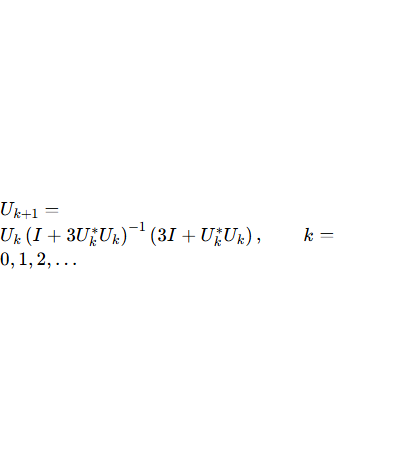 U_{k+1} =
U_k (I + 3U_k^* U_k)^{-1} (3I + U_k^* U_k) ,   k =
0, 1, 2, …